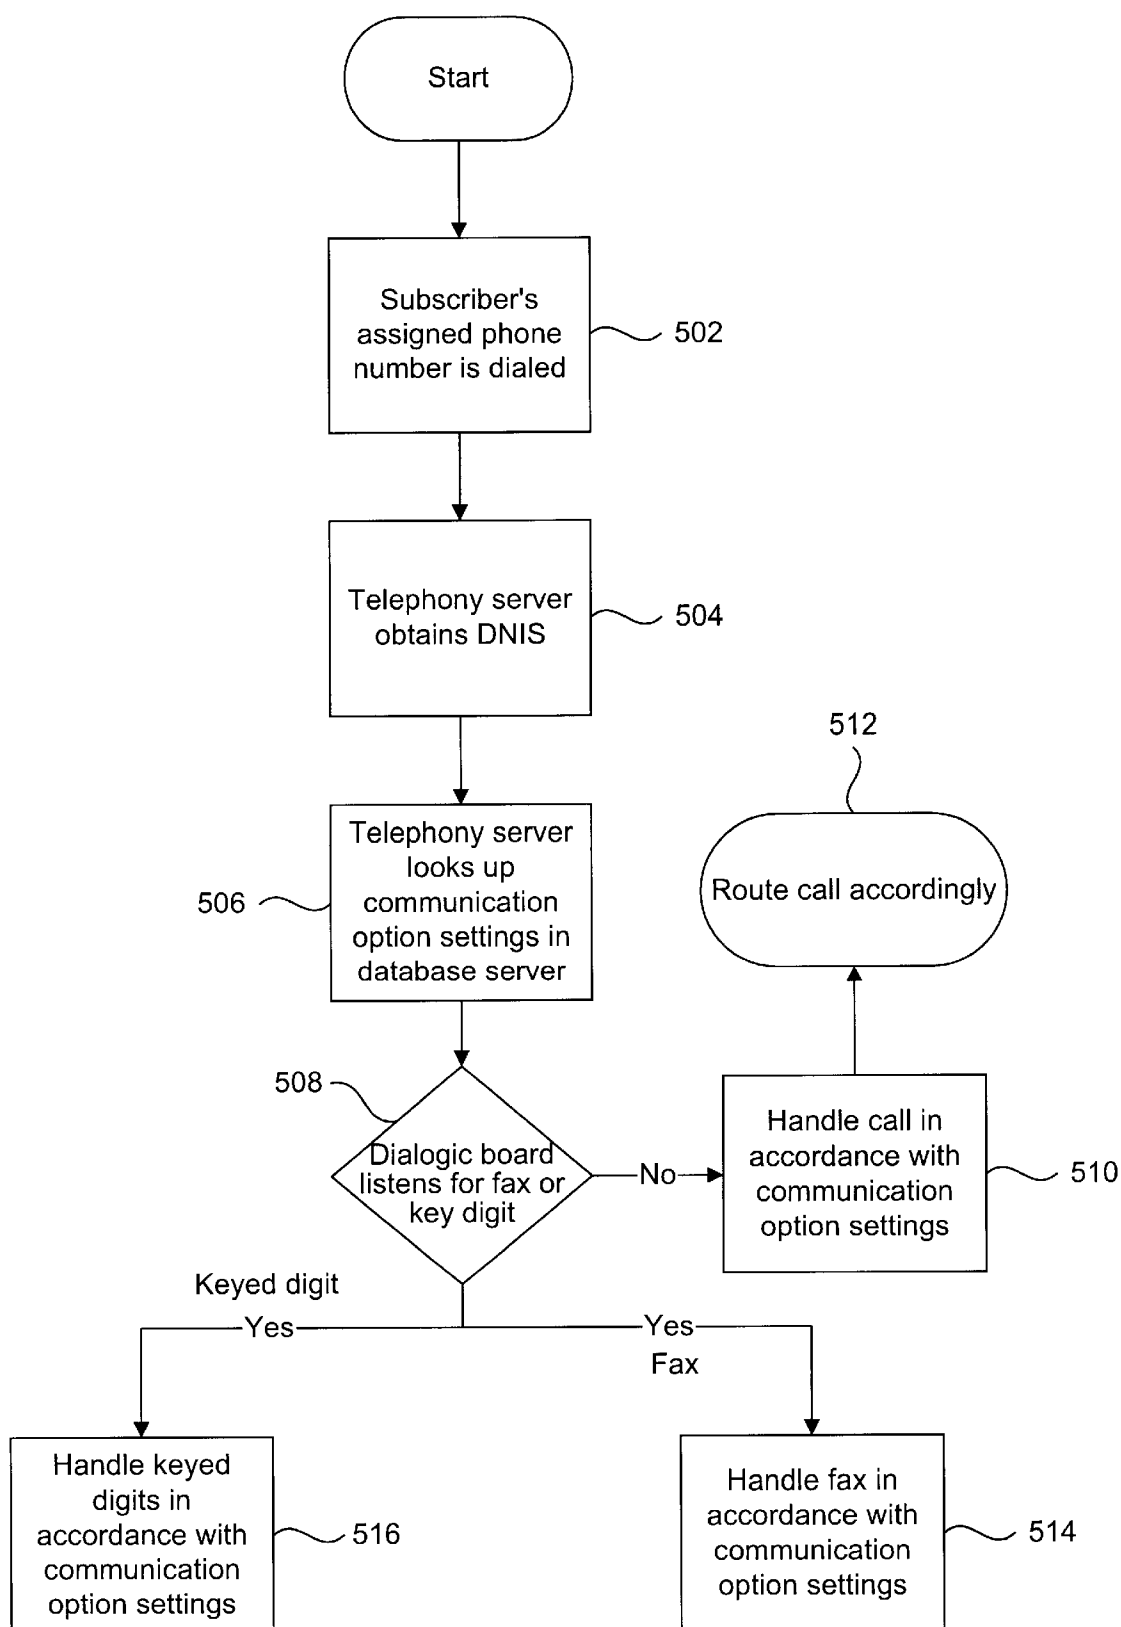 Start
Subscriber's
assigned phone
number is dialed
502
Telephony server
obtains DNIS
504
512
Telephony server
looks up
communication
option settings in
database server
506
Route call accordingly
508
Dialogic board
listens for fax or
key digit
No
Handle call in
accordance with
communication
option settings
510
Keyed digit
Yes
Yes
Fax
Handle keyed
digits in
accordance with
communication
option settings
516
Handle fax in
accordance with
communication
option settings
514